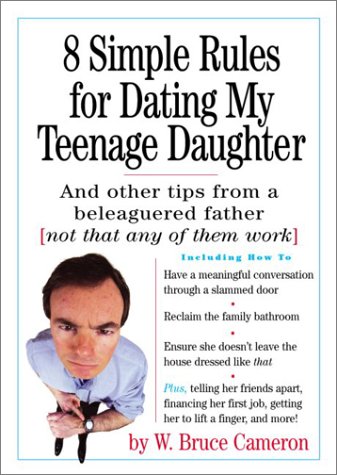 8 Simple Rules
for Dating My
Teenage Daughter
And other tips from a
beleaguered father
[not that any of them work]
Including How To
Have a meaningful conversation
through a slammed door
•
Reclaim the family bathroom
•
Ensure she doesn't leave the
house dressed like that
•
Plus, telling her friends apart,
financing her first job, getting
her to lift a finger, and more!
by W. Bruce Cameron